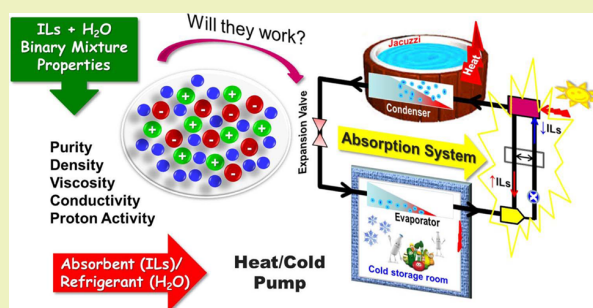 ILs + H₂O
Binary Mixture
Properties
Will they work?
Purity
Density
Viscosity
Conductivity
Proton Activity
Absorbent (ILs)/
Refrigerant (H₂O)
Heat/Cold
Pump
Jacuzzi
Heat
Condenser
Expansion Valve
Absorption System
↓ILs
↑ILs
Evaporator
Cold storage room